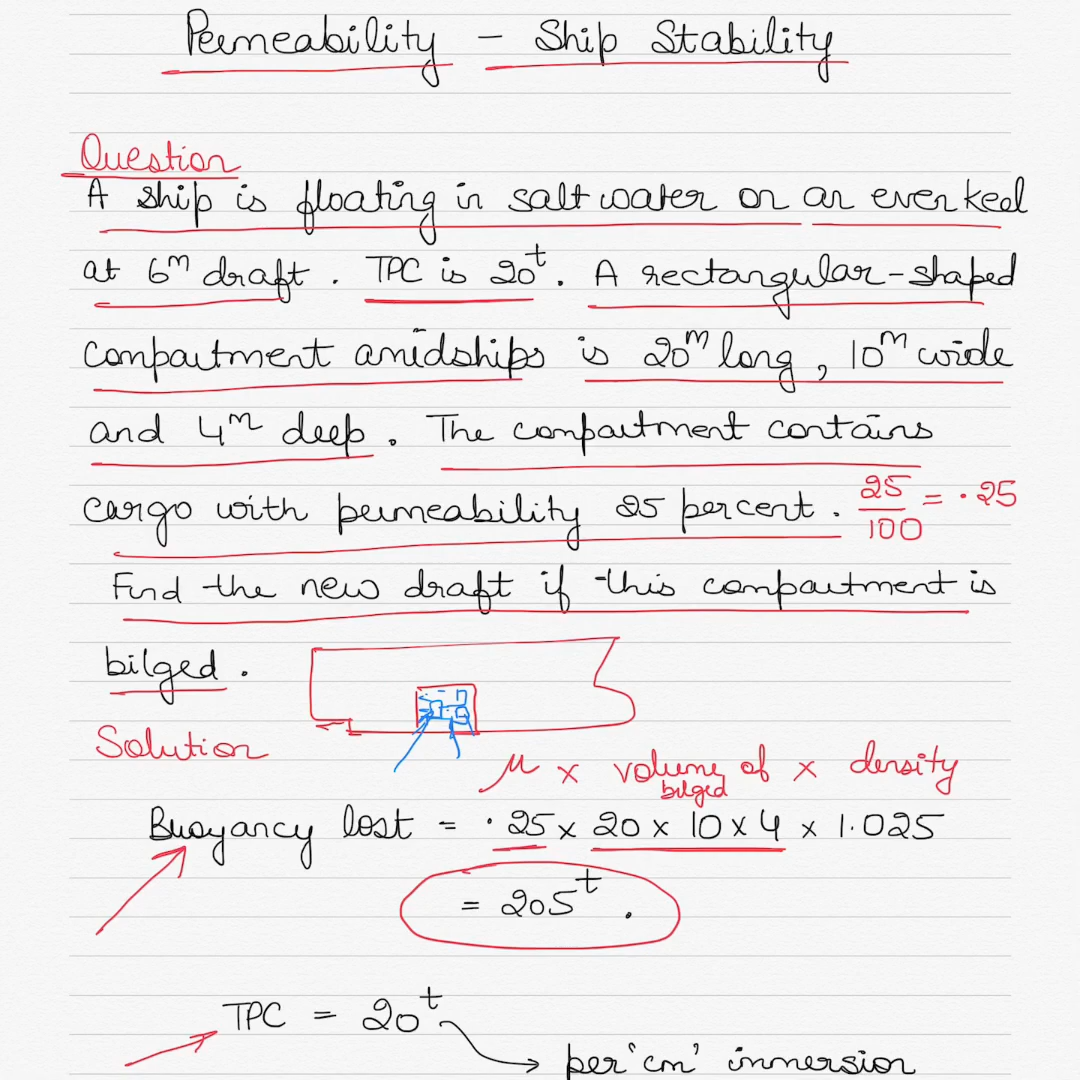 Permeability - Ship Stability
Question
A ship is floating in salt water on an even keel
at 6m draft. TPC is 20t. A rectangular-shaped
compartment amidships is 20m long, 10m wide
and 4m deep. The compartment contains
cargo with permeability 25 percent. 25/100 = .25
Find the new draft if this compartment is
bilged.
Solution
μ x volume of bilged x density
Buoyancy lost = .25 x 20 x 10 x 4 x 1.025
= 205t.
TPC = 20t
per 'cm' immersion